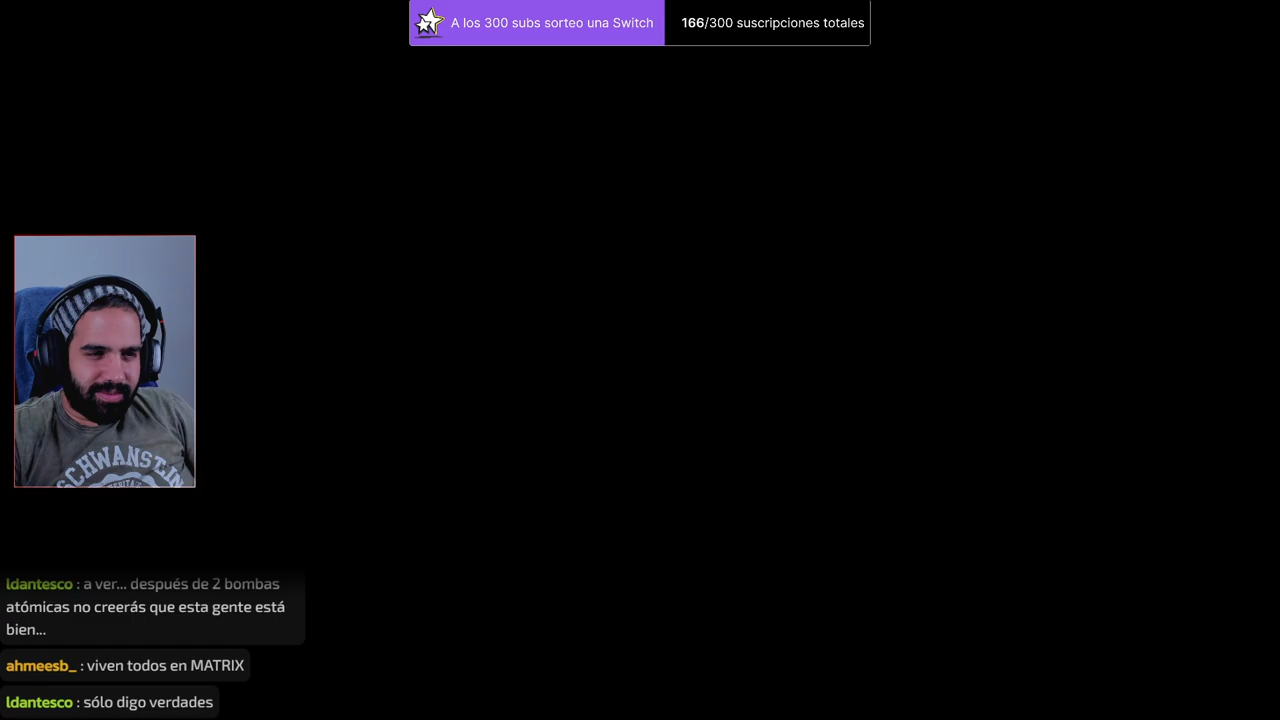 A los 300 subs sorteo una Switch
166/300 suscripciones totales
ldantesco : a ver... después de 2 bombas
atómicas no creerás que esta gente está
bien...
ahmeesb_ : viven todos en MATRIX
ldantesco : sólo digo verdades